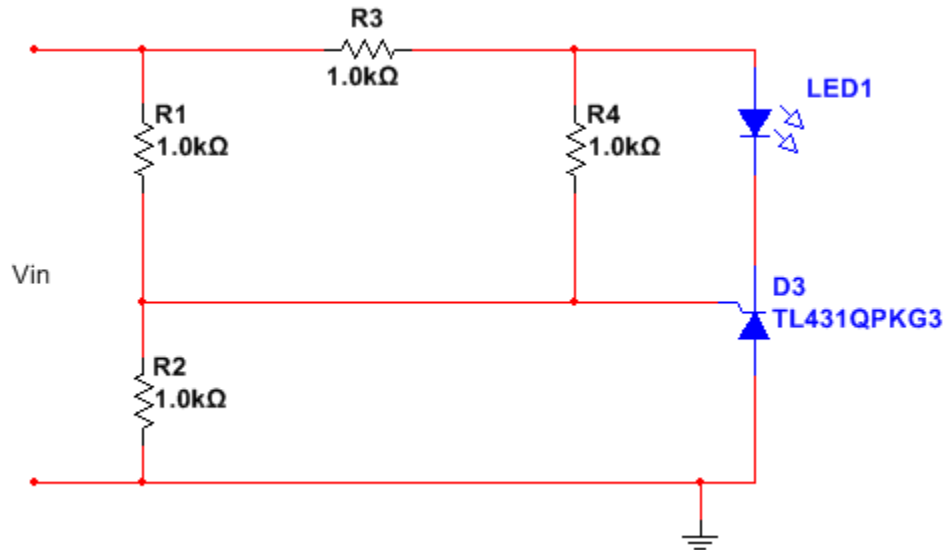 R3
1.0kΩ
LED1
R1
1.0kΩ
R4
1.0kΩ
Vin
D3
TL431QPKG3
R2
1.0kΩ